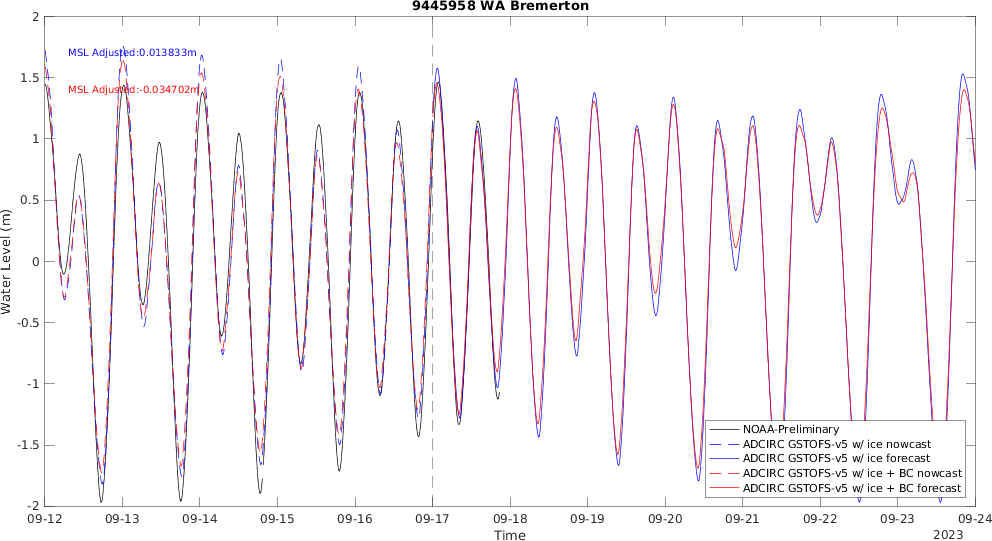 9445958 WA Bremerton
MSL Adjusted:0.013833m
MSL Adjusted:-0.034702m
Water Level (m)
2
1.5
1
0.5
0
-0.5
-1
-1.5
-2
NOAA-Preliminary
ADCIRC GSTOFS-v5 w/ ice nowcast
ADCIRC GSTOFS-v5 w/ ice forecast
ADCIRC GSTOFS-v5 w/ ice + BC nowcast
ADCIRC GSTOFS-v5 w/ ice + BC forecast
09-12 09-13 09-14 09-15 09-16 09-17 09-18 09-19 09-20 09-21 09-22 09-23 09-24
Time
2023